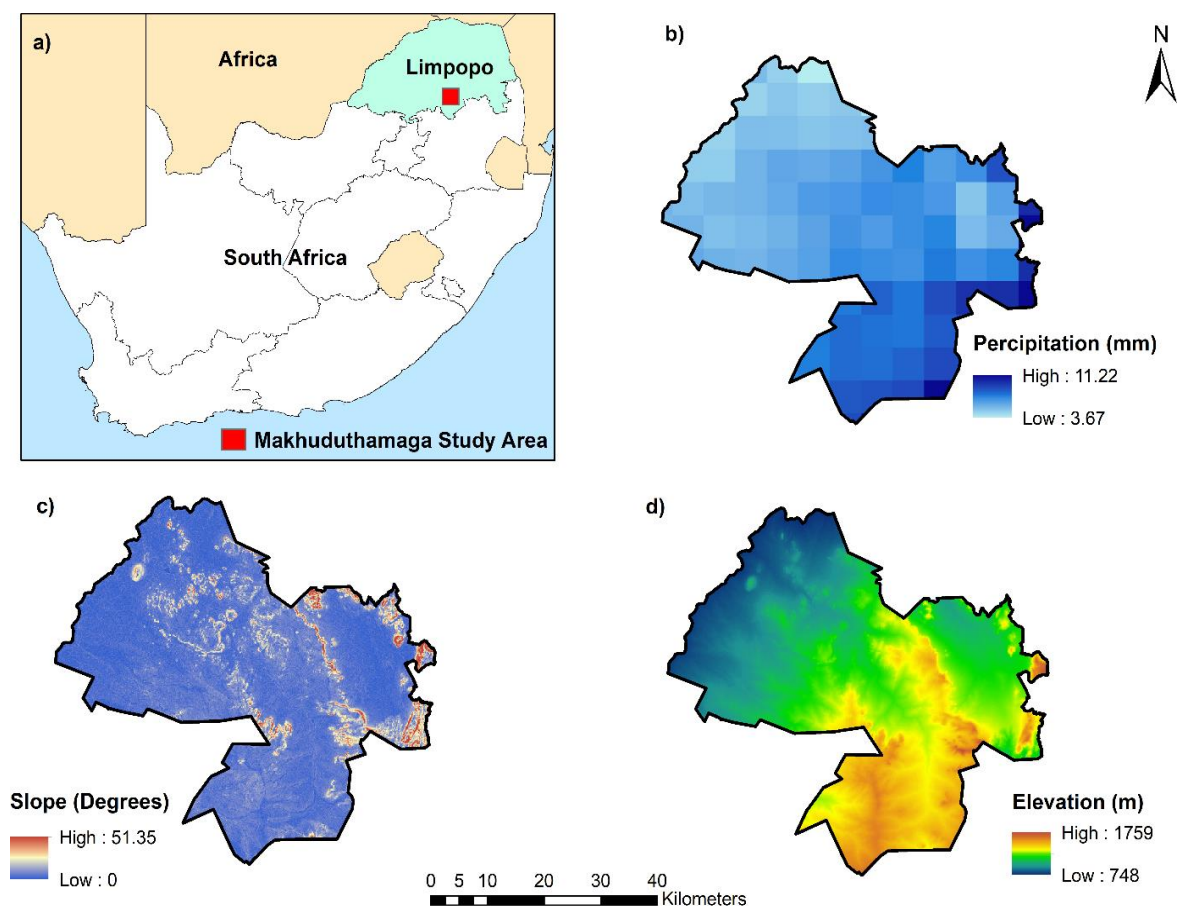 a)
Africa
Limpopo
South Africa
Makhuduthamaga Study Area
b)
N
Percipitation (mm)
High : 11.22
Low : 3.67
c)
Slope (Degrees)
High : 51.35
Low : 0
d)
Elevation (m)
High : 1759
Low : 748
0 5 10 20 30 40
Kilometers